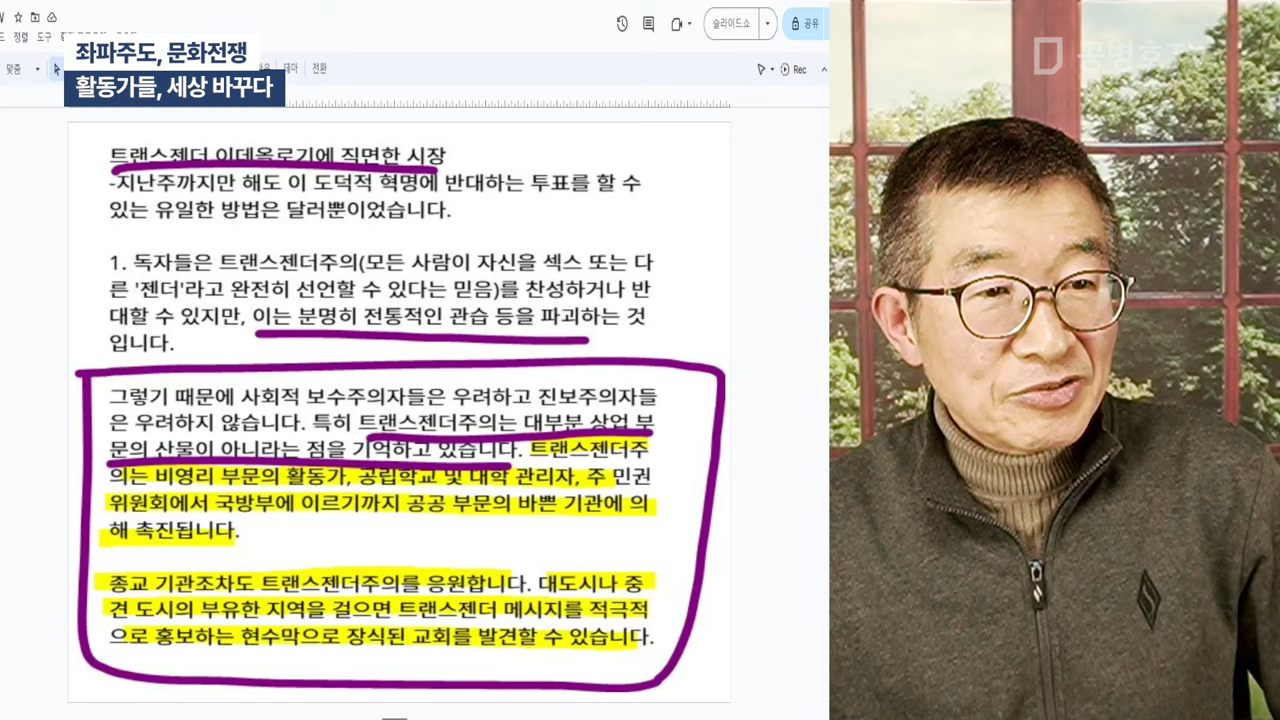 슬라이드쇼
공유
정렬 도구
좌파주도, 문화전쟁
맞춤
테마
전환
Rec
활동가들, 세상 바꾸다
공병호TV
트랜스젠더 이데올로기에 직면한 시장
-지난주까지만 해도 이 도덕적 혁명에 반대하는 투표를 할 수
있는 유일한 방법은 달러뿐이었습니다.
1. 독자들은 트랜스젠더주의(모든 사람이 자신을 섹스 또는 다
른 '젠더'라고 완전히 선언할 수 있다는 믿음)를 찬성하거나 반
대할 수 있지만, 이는 분명히 전통적인 관습 등을 파괴하는 것
입니다.
그렇기 때문에 사회적 보수주의자들은 우려하고 진보주의자들
은 우려하지 않습니다. 특히 트랜스젠더주의는 대부분 상업 부
문의 산물이 아니라는 점을 기억하고 있습니다. 트랜스젠더주
의는 비영리 부문의 활동가, 공립학교 및 대학 관리자, 주 민권
위원회에서 국방부에 이르기까지 공공 부문의 바쁜 기관에 의
해 촉진됩니다.
종교 기관조차도 트랜스젠더주의를 응원합니다. 대도시나 중
견 도시의 부유한 지역을 걸으면 트랜스젠더 메시지를 적극적
으로 홍보하는 현수막으로 장식된 교회를 발견할 수 있습니다.